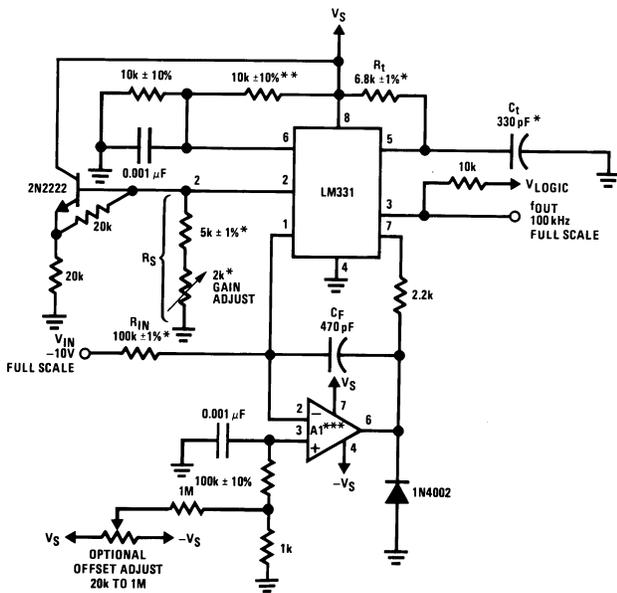 VS
10k ± 10%
10k ±10%**
Rt
6.8k ±1%*
Ct
330 pF*
8
6
5
0.001 µF
2N2222
2
2
LM331
10k
VLOGIC
3
fOUT
100 kHz
FULL SCALE
20k
1
7
5k ±1%*
RS
4
20k
2k*
GAIN
ADJUST
2.2k
VIN
–10V
FULL SCALE
RIN
100k ±1%*
CF
470 pF
VS
0.001 µF
2
7
6
3
A1***
–
+
4
–VS
100k ± 10%
1M
1N4002
VS
–VS
1k
OPTIONAL
OFFSET ADJUST
20k TO 1M